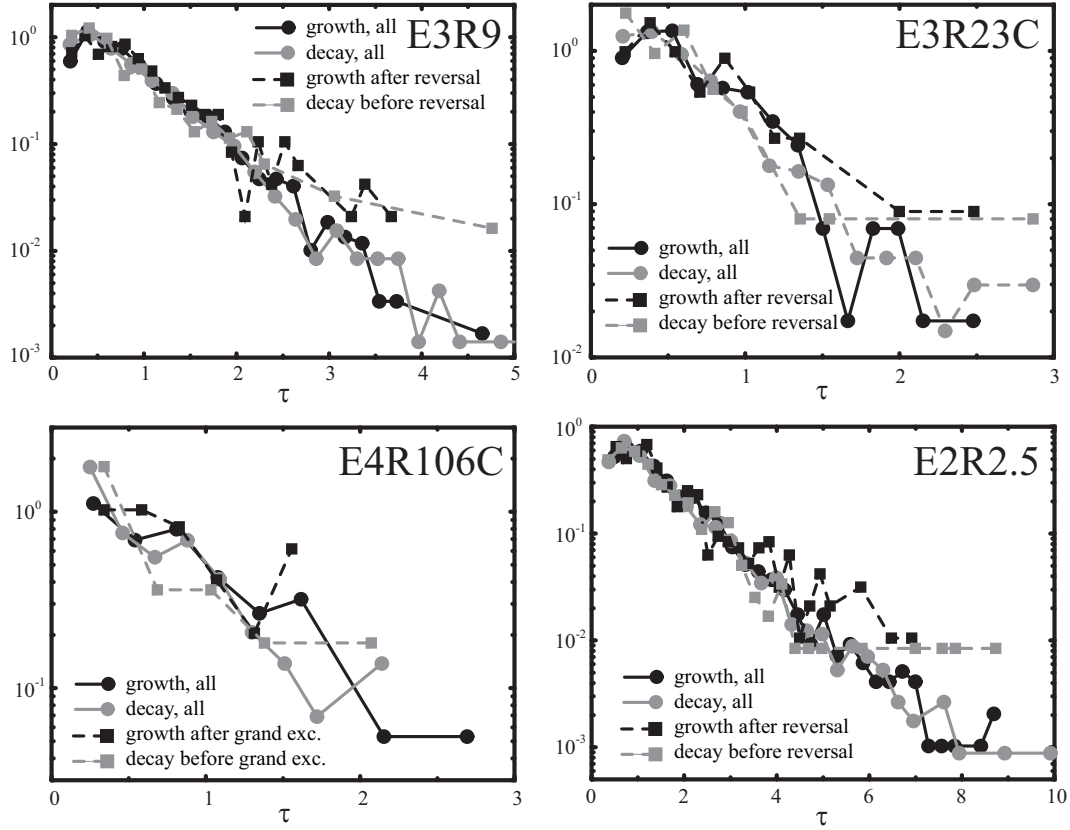 E3R9
growth, all
decay, all
growth after reversal
decay before reversal
10^0
10^-1
10^-2
10^-3
0 1 2 3 4 5
τ
E3R23C
growth, all
decay, all
growth after reversal
decay before reversal
10^0
10^-1
10^-2
0 1 2 3
τ
E4R106C
growth, all
decay, all
growth after grand exc.
decay before grand exc.
10^0
10^-1
0 1 2 3
τ
E2R2.5
growth, all
decay, all
growth after reversal
decay before reversal
10^0
10^-1
10^-2
10^-3
0 2 4 6 8 10
τ